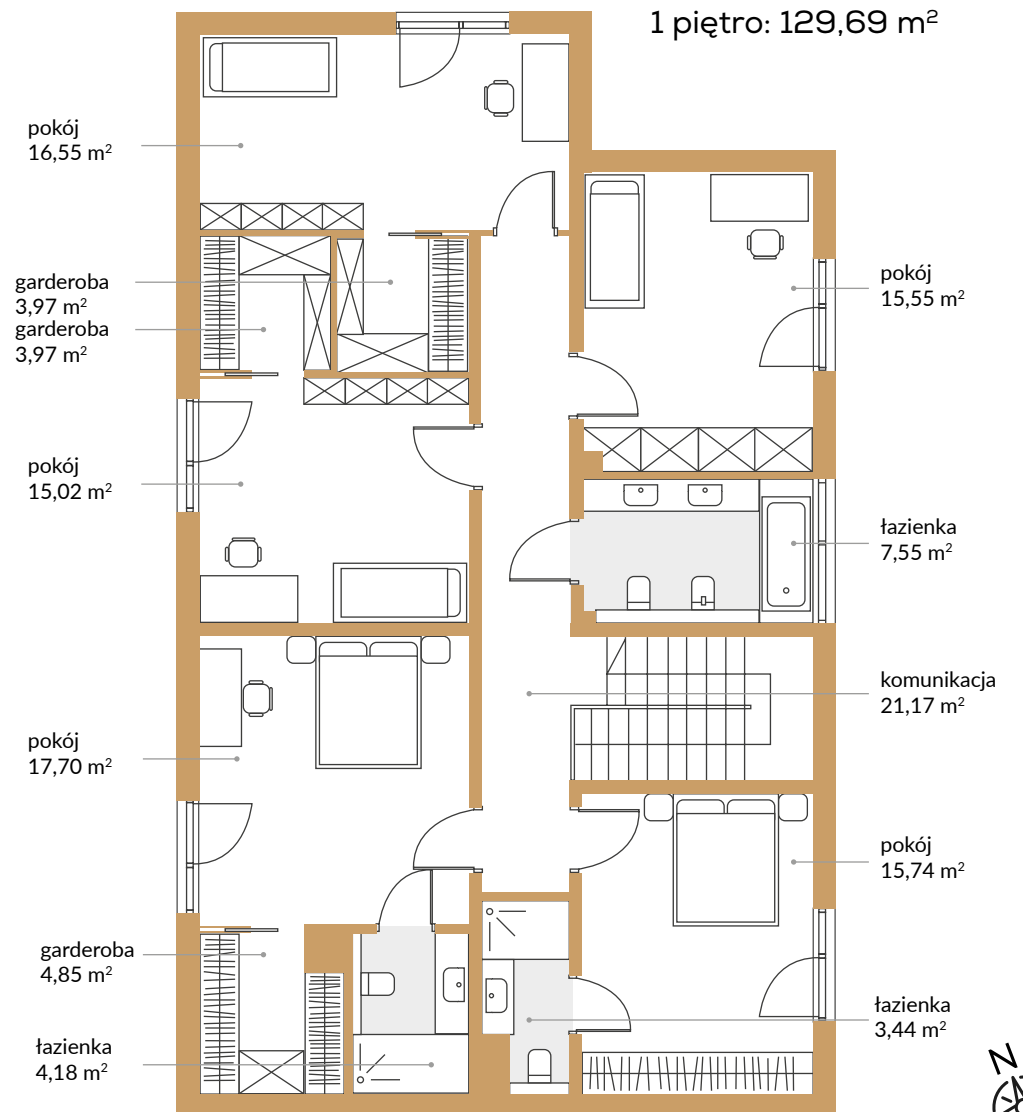 1 piętro: 129,69 m²
pokój
16,55 m²
garderoba
3,97 m²
garderoba
3,97 m²
pokój
15,02 m²
pokój
17,70 m²
garderoba
4,85 m²
łazienka
4,18 m²
pokój
15,55 m²
łazienka
7,55 m²
komunikacja
21,17 m²
pokój
15,74 m²
łazienka
3,44 m²
N